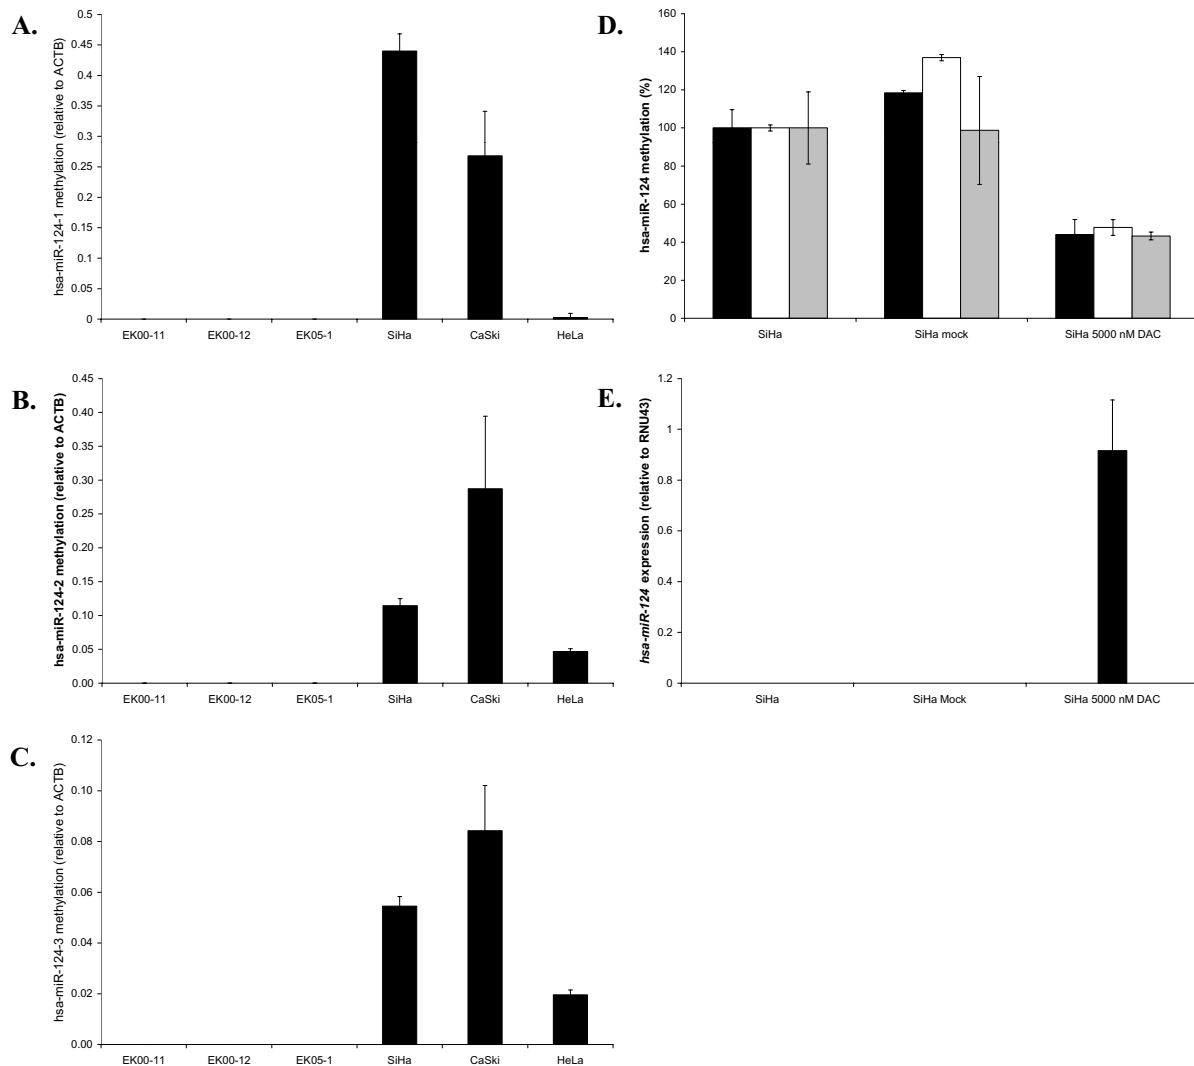 A.
hsa-miR-124-1 methylation (relative to ACTB)
0.5
0.45
0.4
0.35
0.3
0.25
0.2
0.15
0.1
0.05
0
EK00-11 EK00-12 EK05-1 SiHa CaSki HeLa
B.
hsa-miR-124-2 methylation (relative to ACTB)
0.45
0.40
0.35
0.30
0.25
0.20
0.15
0.10
0.05
0.00
EK00-11 EK00-12 EK05-1 SiHa CaSki HeLa
C.
hsa-miR-124-3 methylation (relative to ACTB)
0.12
0.10
0.08
0.06
0.04
0.02
0.00
EK00-11 EK00-12 EK05-1 SiHa CaSki HeLa
D.
hsa-miR-124 methylation (%)
160
140
120
100
80
60
40
20
0
SiHa SiHa mock SiHa 5000 nM DAC
E.
hsa-miR-124 expression (relative to RNU43)
1.2
1
0.8
0.6
0.4
0.2
0
SiHa SiHa Mock SiHa 5000 nM DAC